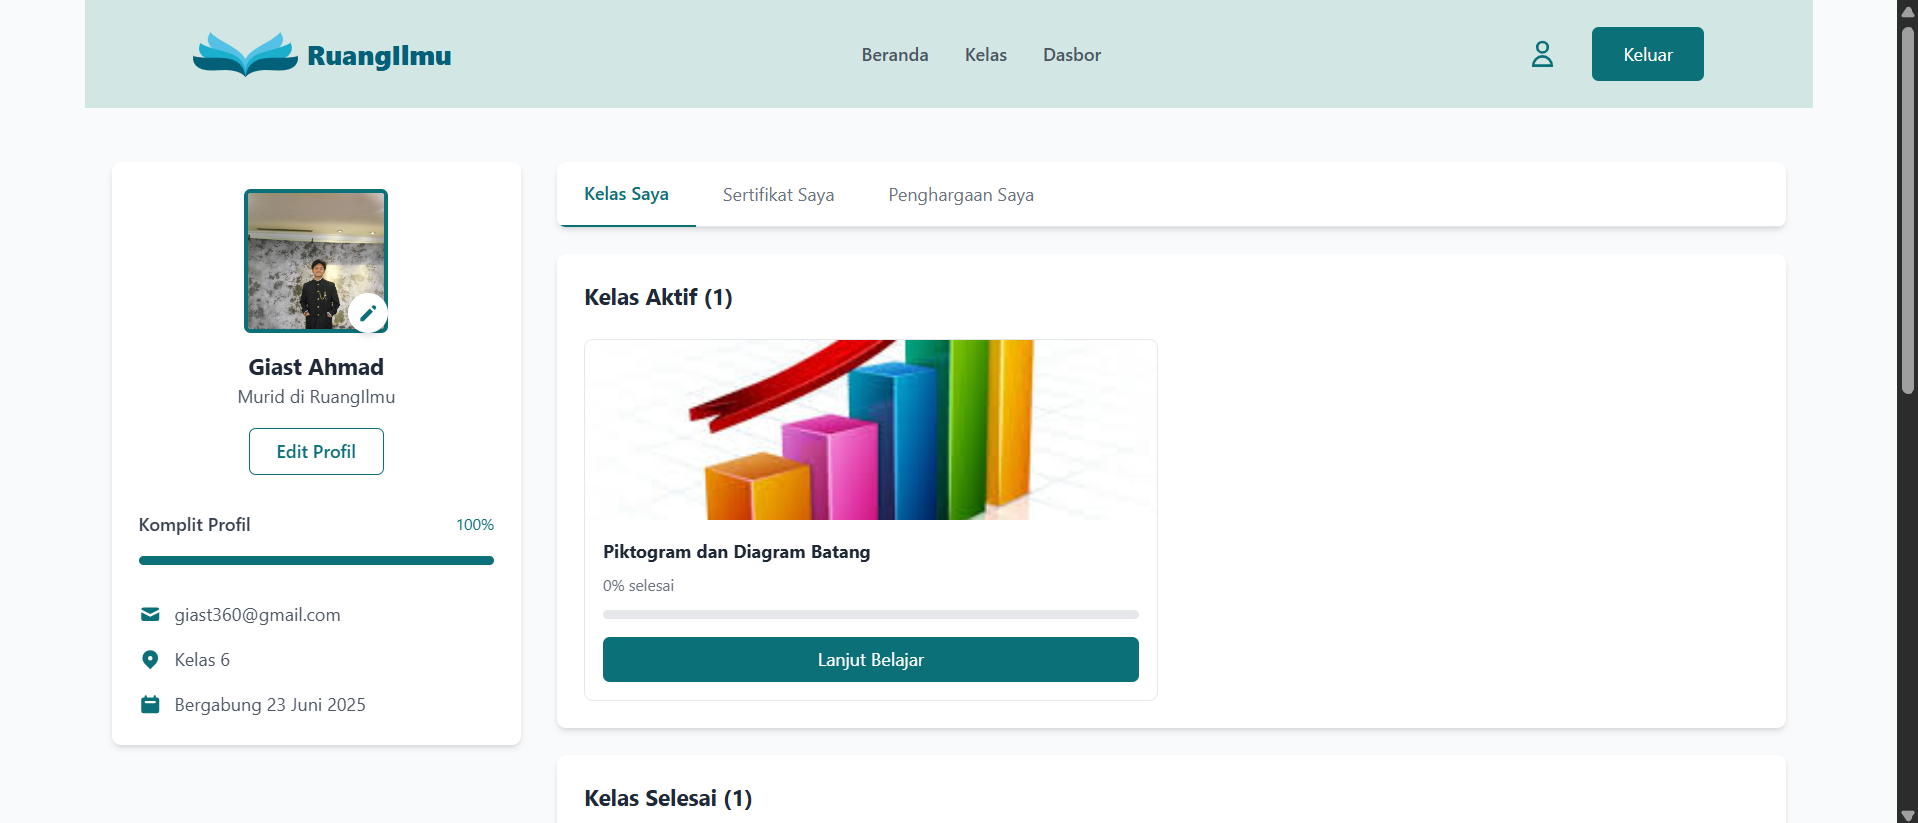 RuangIlmu
Beranda
Kelas
Dasbor
Keluar
Giast Ahmad
Murid di RuangIlmu
Edit Profil
Komplit Profil
100%
giast360@gmail.com
Kelas 6
Bergabung 23 Juni 2025
Kelas Saya
Sertifikat Saya
Penghargaan Saya
Kelas Aktif (1)
Piktogram dan Diagram Batang
0% selesai
Lanjut Belajar
Kelas Selesai (1)